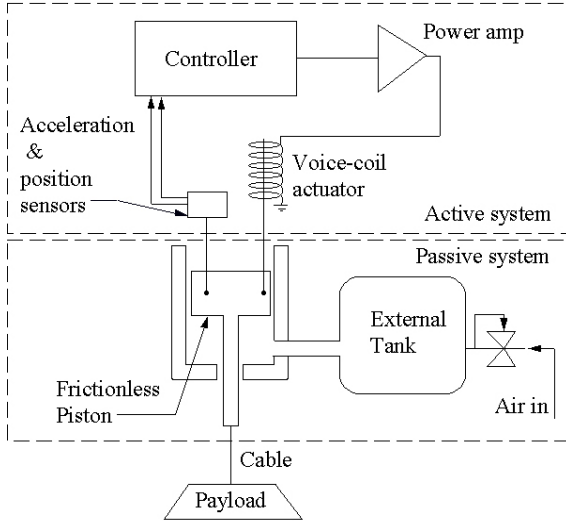 Power amp
Controller
Acceleration
&
position
sensors
Voice-coil
actuator
Active system
Passive system
External
Tank
Frictionless
Piston
Air in
Cable
Payload